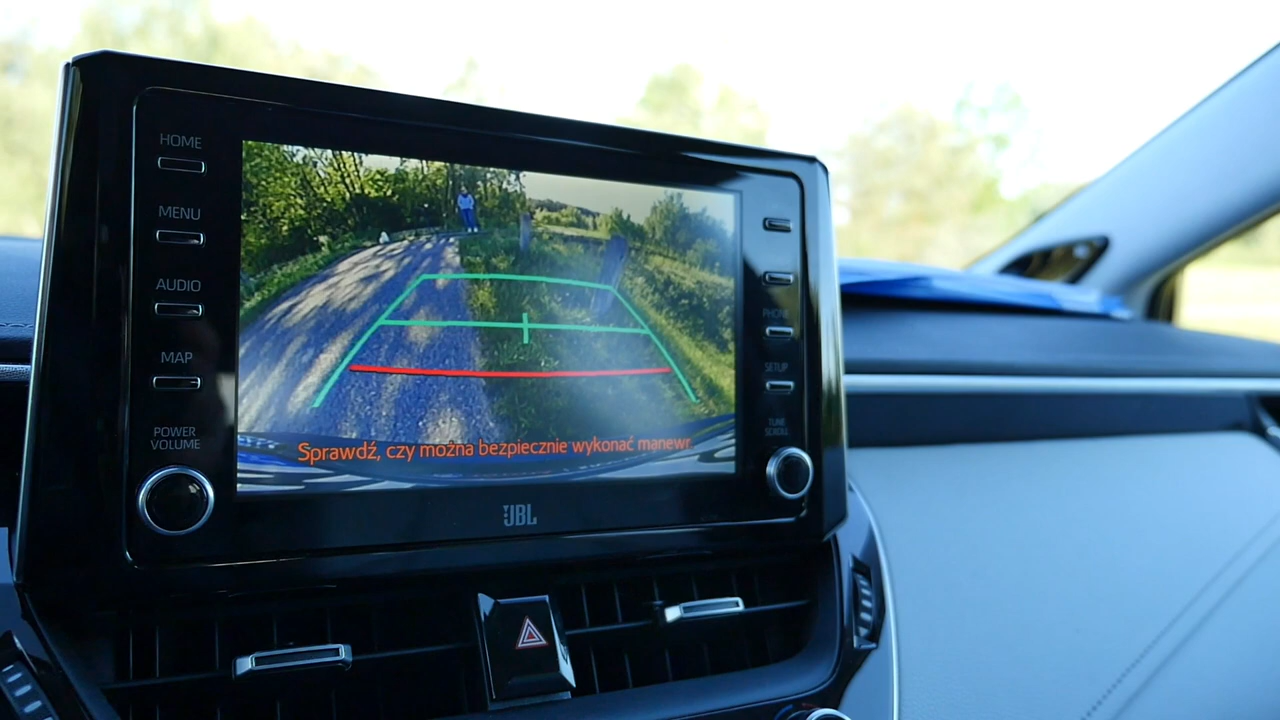 HOME
MENU
AUDIO
MAP
POWER
VOLUME
Sprawdź, czy można bezpiecznie wykonać manewr.
JBL
PHONE
SETUP
TUNE
SCROLL